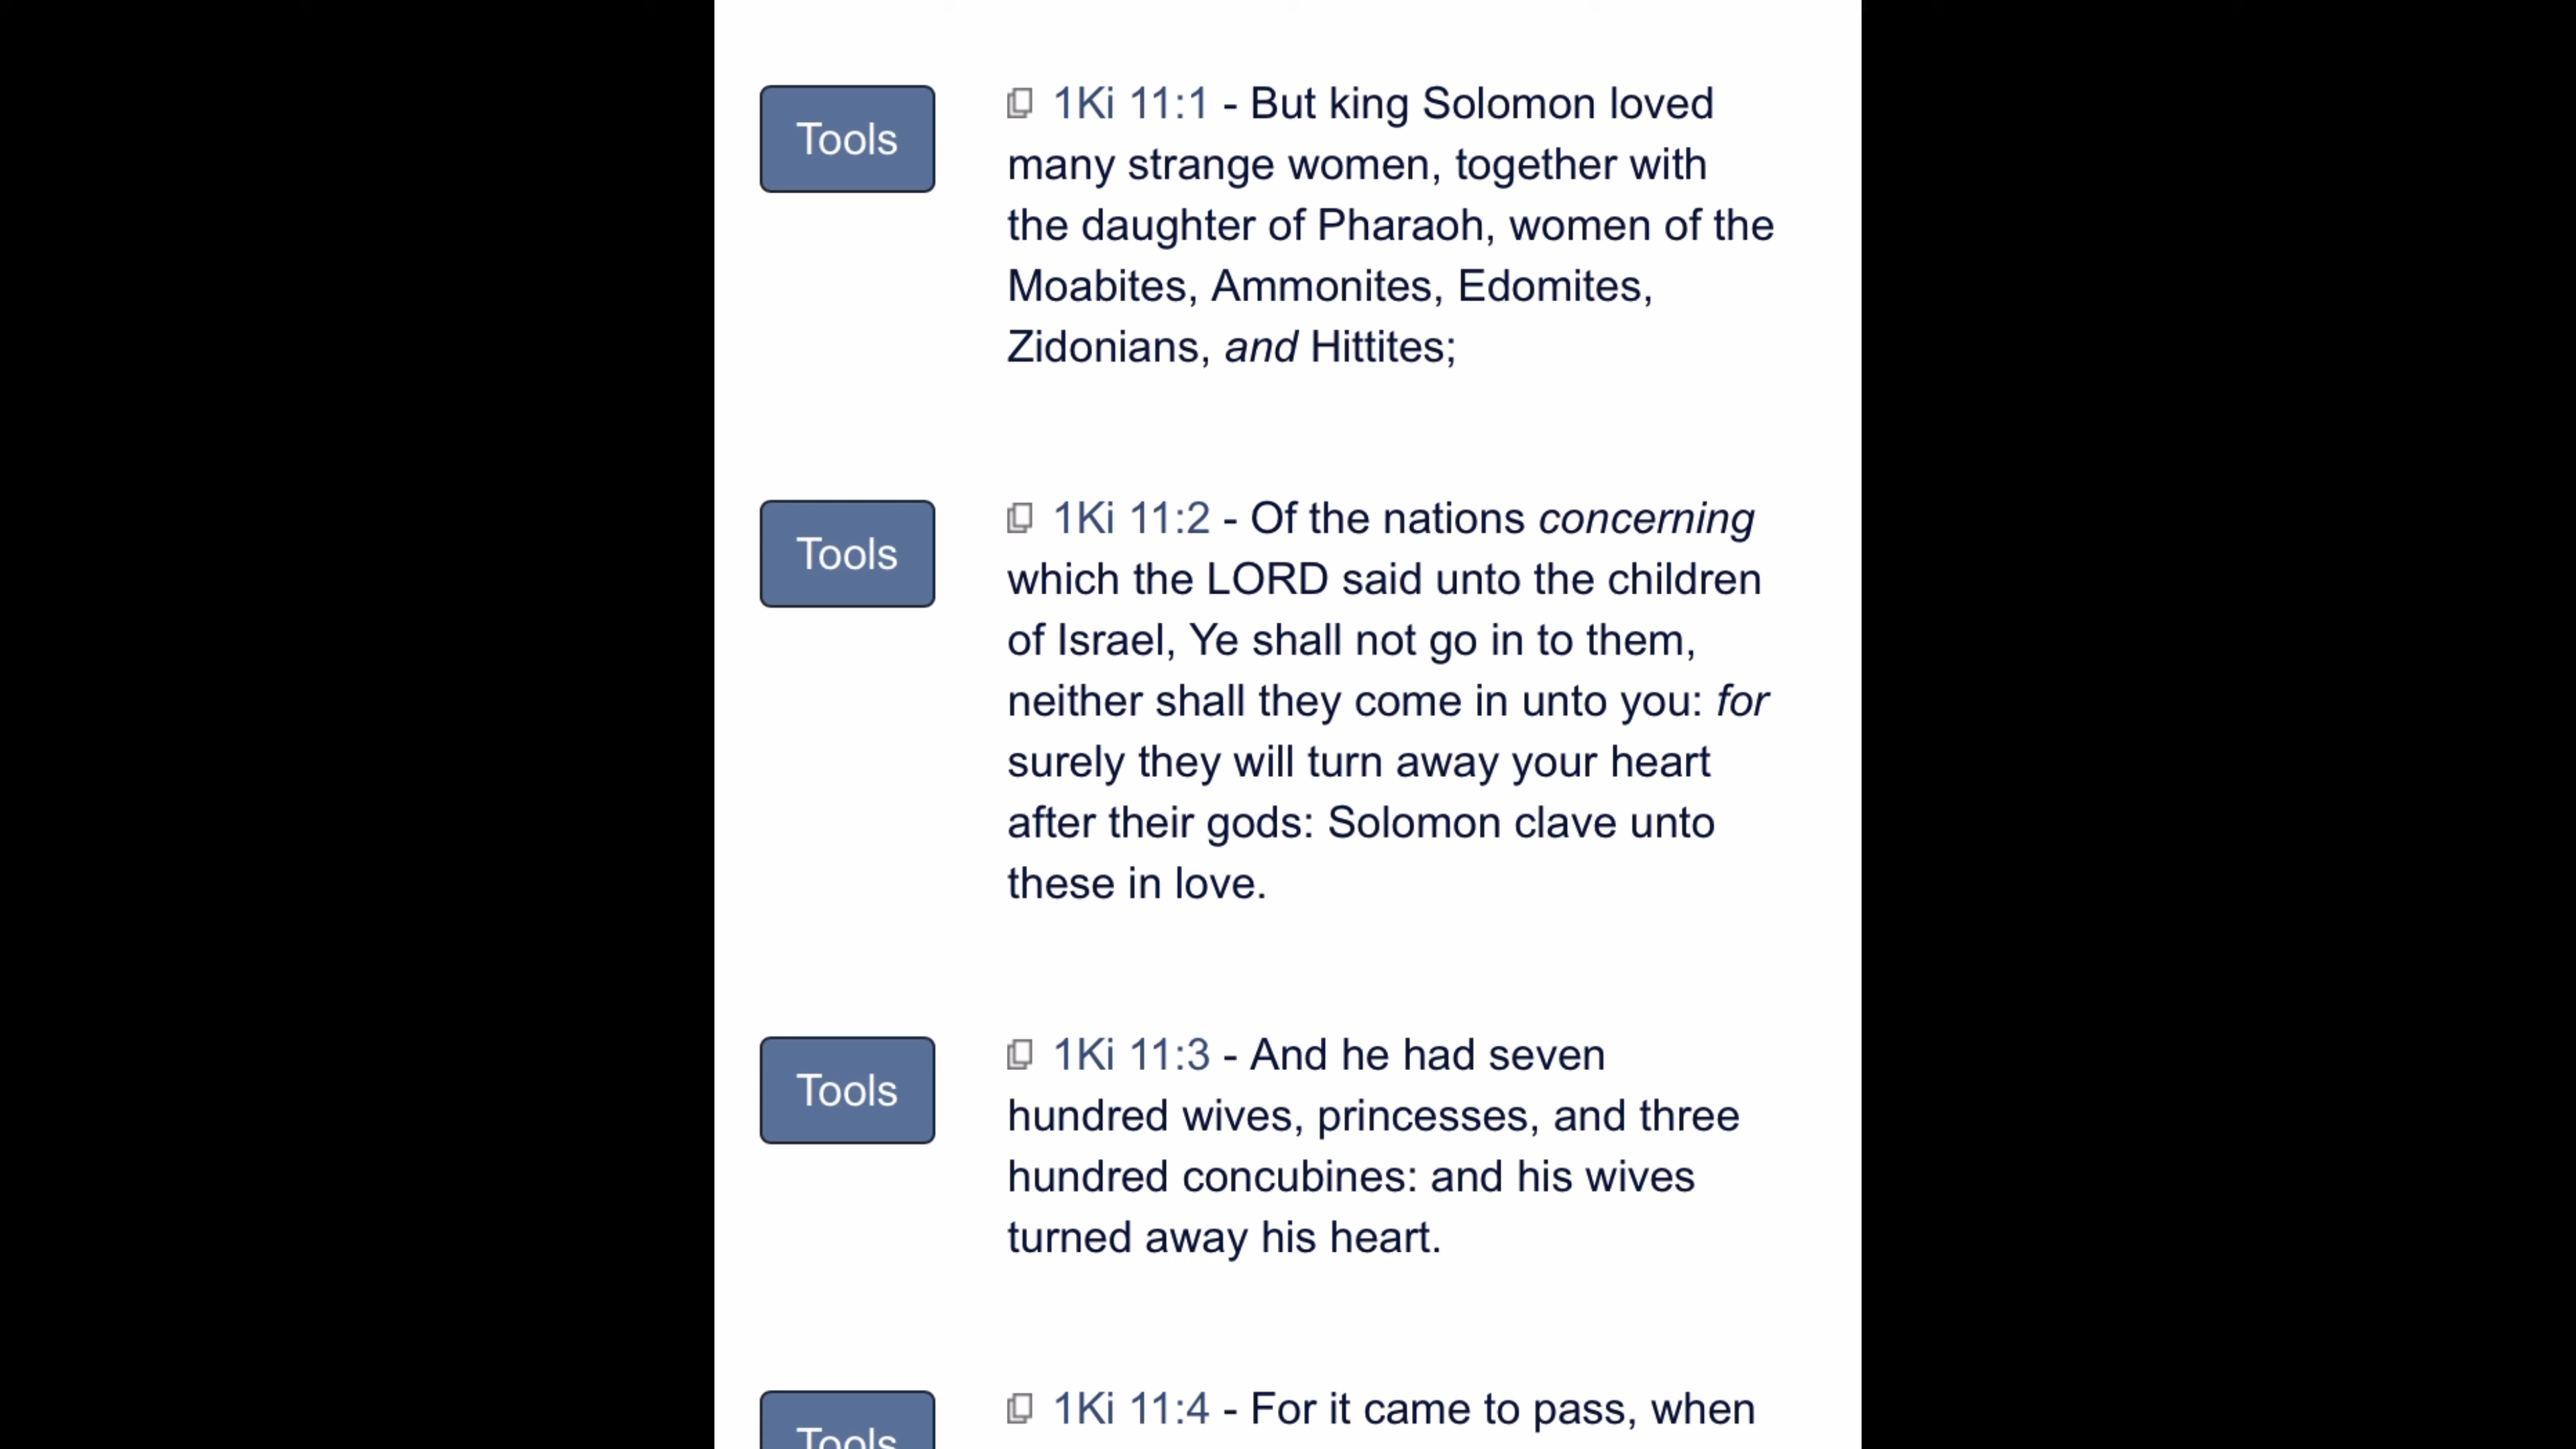 Tools
1Ki 11:1 - But king Solomon loved
many strange women, together with
the daughter of Pharaoh, women of the
Moabites, Ammonites, Edomites,
Zidonians, and Hittites;
Tools
1Ki 11:2 - Of the nations concerning
which the LORD said unto the children
of Israel, Ye shall not go in to them,
neither shall they come in unto you: for
surely they will turn away your heart
after their gods: Solomon clave unto
these in love.
Tools
1Ki 11:3 - And he had seven
hundred wives, princesses, and three
hundred concubines: and his wives
turned away his heart.
Tools
1Ki 11:4 - For it came to pass, when